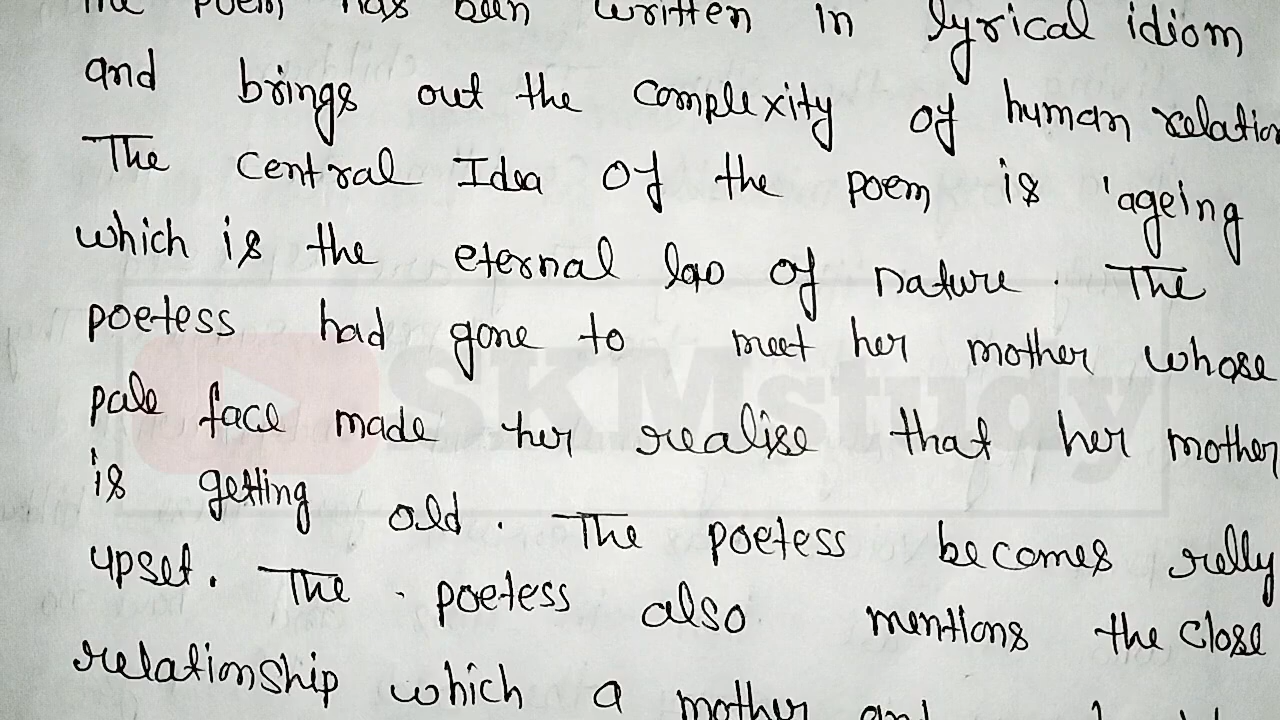 The poem has been written in lyrical idiom
and brings out the complexity of human relation
The central Idea of the poem is 'ageing
which is the eternal lao of nature. The
poetess had gone to meet her mother whose
pale face made her realise that her mother
is getting old. The poetess becomes relly
upset. The . poetess also mentions the close
relationship which a mother and
SKMstudy